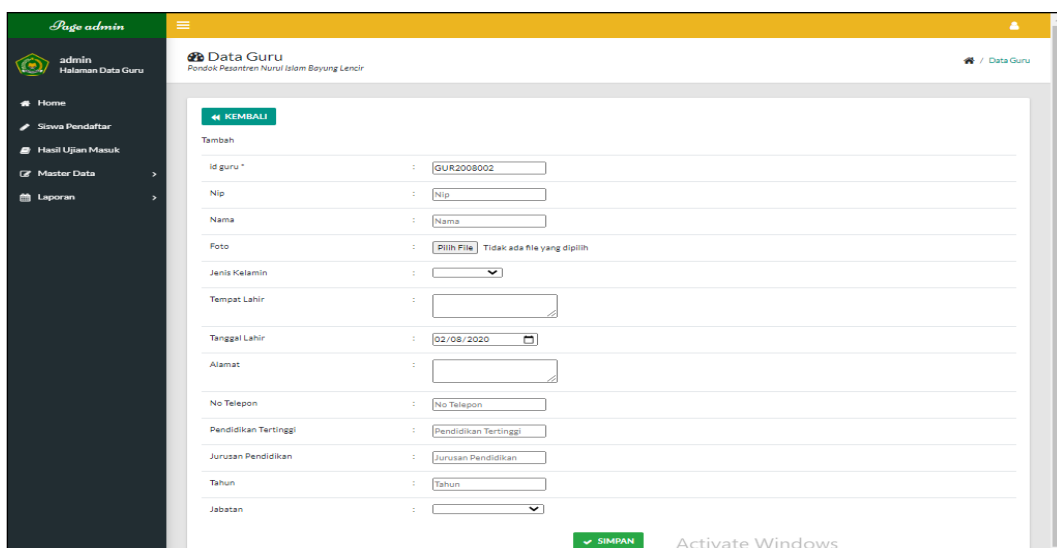 Page admin
admin
Halaman Data Guru
Home
Siswa Pendaftar
Hasil Ujian Masuk
Master Data
Laporan
Data Guru
Pondok Pesantren Nurul Islam Bayung Lencir
/ Data Guru
KEMBALI
Tambah
id guru * : GUR2008002
Nip : Nip
Nama : Nama
Foto : Pilih File Tidak ada file yang dipilih
Jenis Kelamin :
Tempat Lahir :
Tanggal Lahir : 02/08/2020
Alamat :
No Telepon : No Telepon
Pendidikan Tertinggi : Pendidikan Tertinggi
Jurusan Pendidikan : Jurusan Pendidikan
Tahun : Tahun
Jabatan :
SIMPAN
Activate Windows